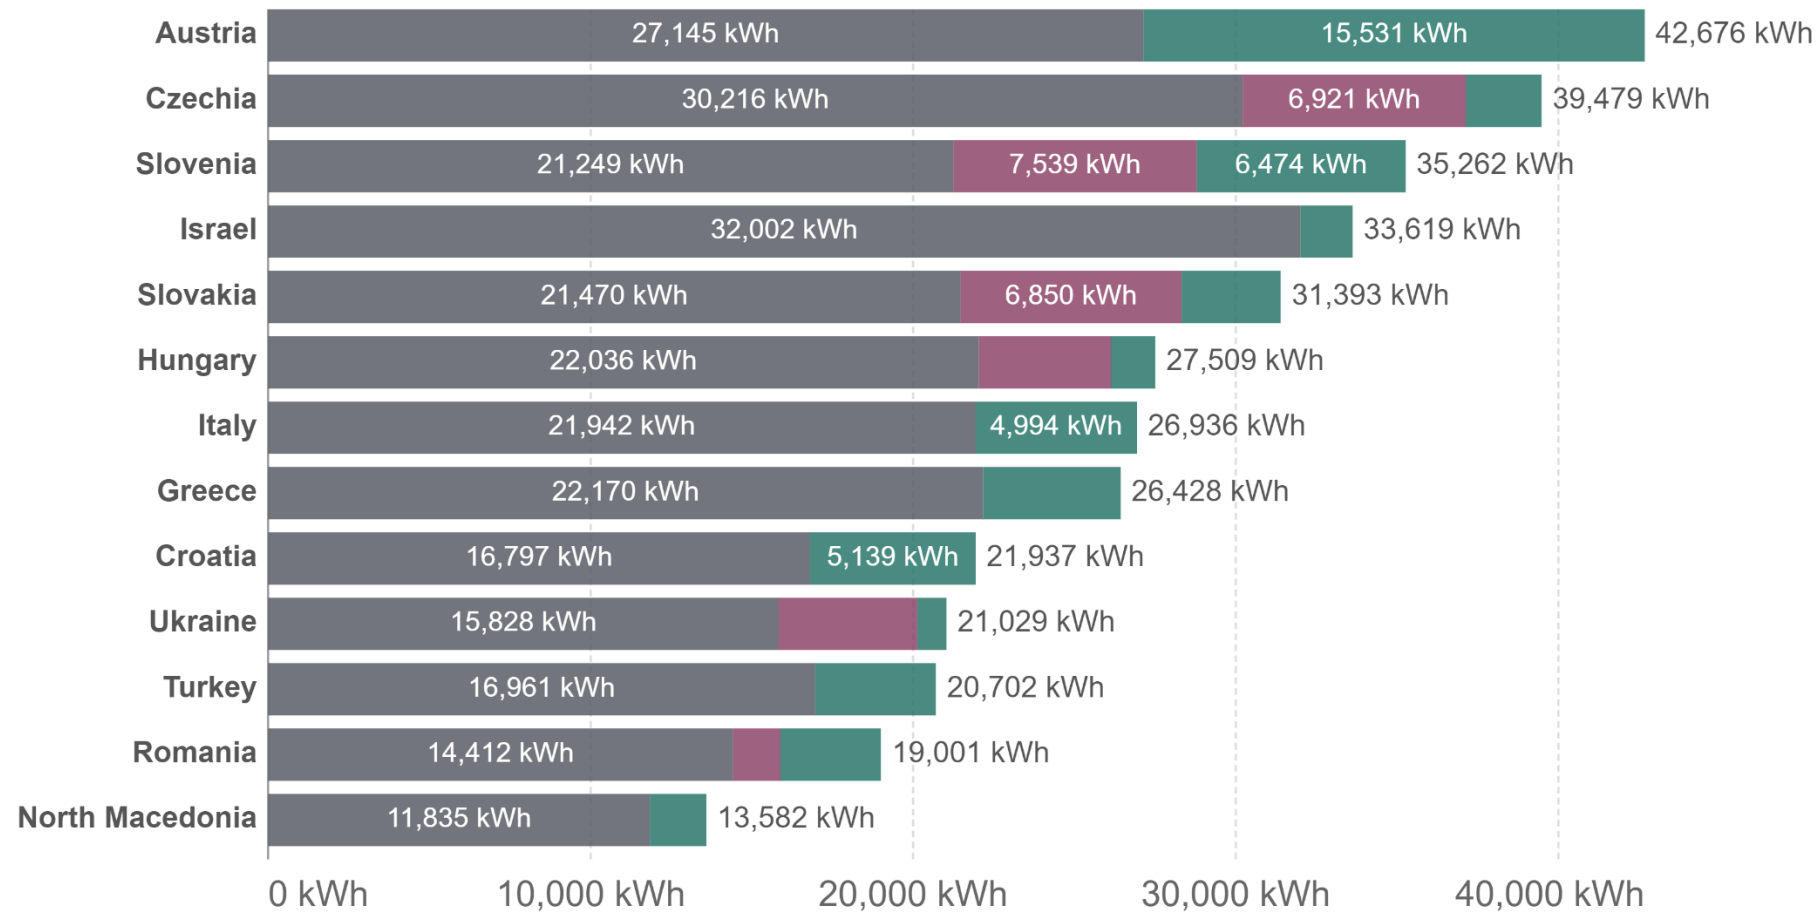 Austria 27,145 kWh 15,531 kWh 42,676 kWh
Czechia 30,216 kWh 6,921 kWh 39,479 kWh
Slovenia 21,249 kWh 7,539 kWh 6,474 kWh 35,262 kWh
Israel 32,002 kWh 33,619 kWh
Slovakia 21,470 kWh 6,850 kWh 31,393 kWh
Hungary 22,036 kWh 27,509 kWh
Italy 21,942 kWh 4,994 kWh 26,936 kWh
Greece 22,170 kWh 26,428 kWh
Croatia 16,797 kWh 5,139 kWh 21,937 kWh
Ukraine 15,828 kWh 21,029 kWh
Turkey 16,961 kWh 20,702 kWh
Romania 14,412 kWh 19,001 kWh
North Macedonia 11,835 kWh 13,582 kWh
0 kWh 10,000 kWh 20,000 kWh 30,000 kWh 40,000 kWh